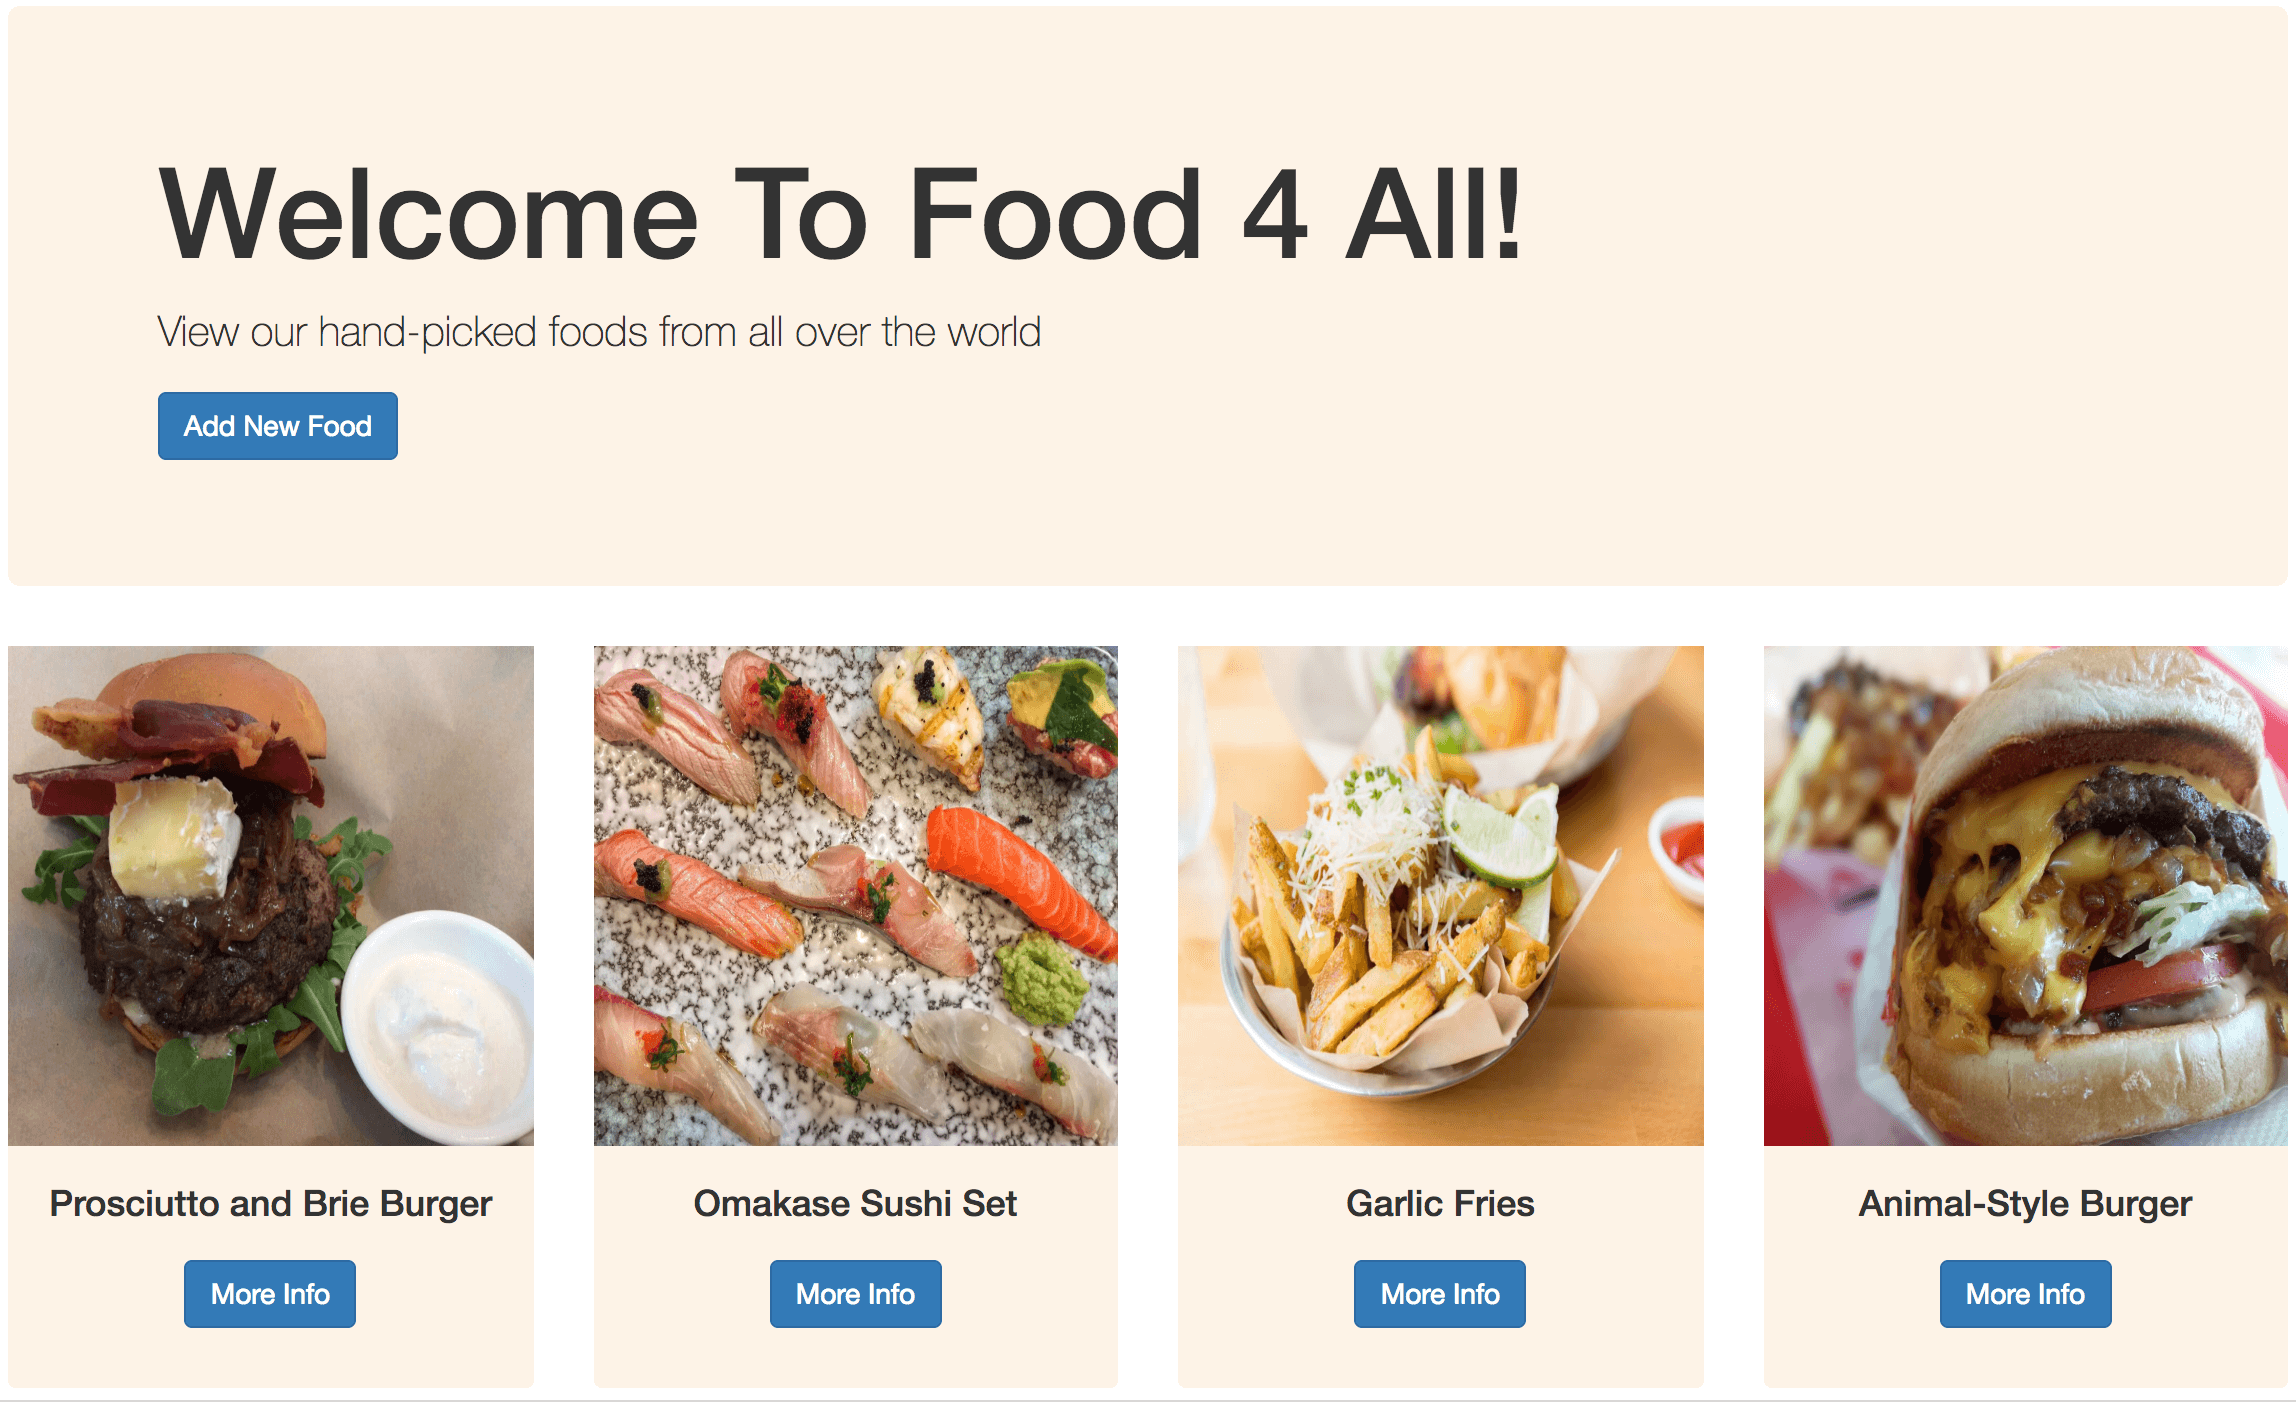 Welcome To Food 4 All!
View our hand-picked foods from all over the world
Add New Food
Prosciutto and Brie Burger
Omakase Sushi Set
Garlic Fries
Animal-Style Burger
More Info
More Info
More Info
More Info